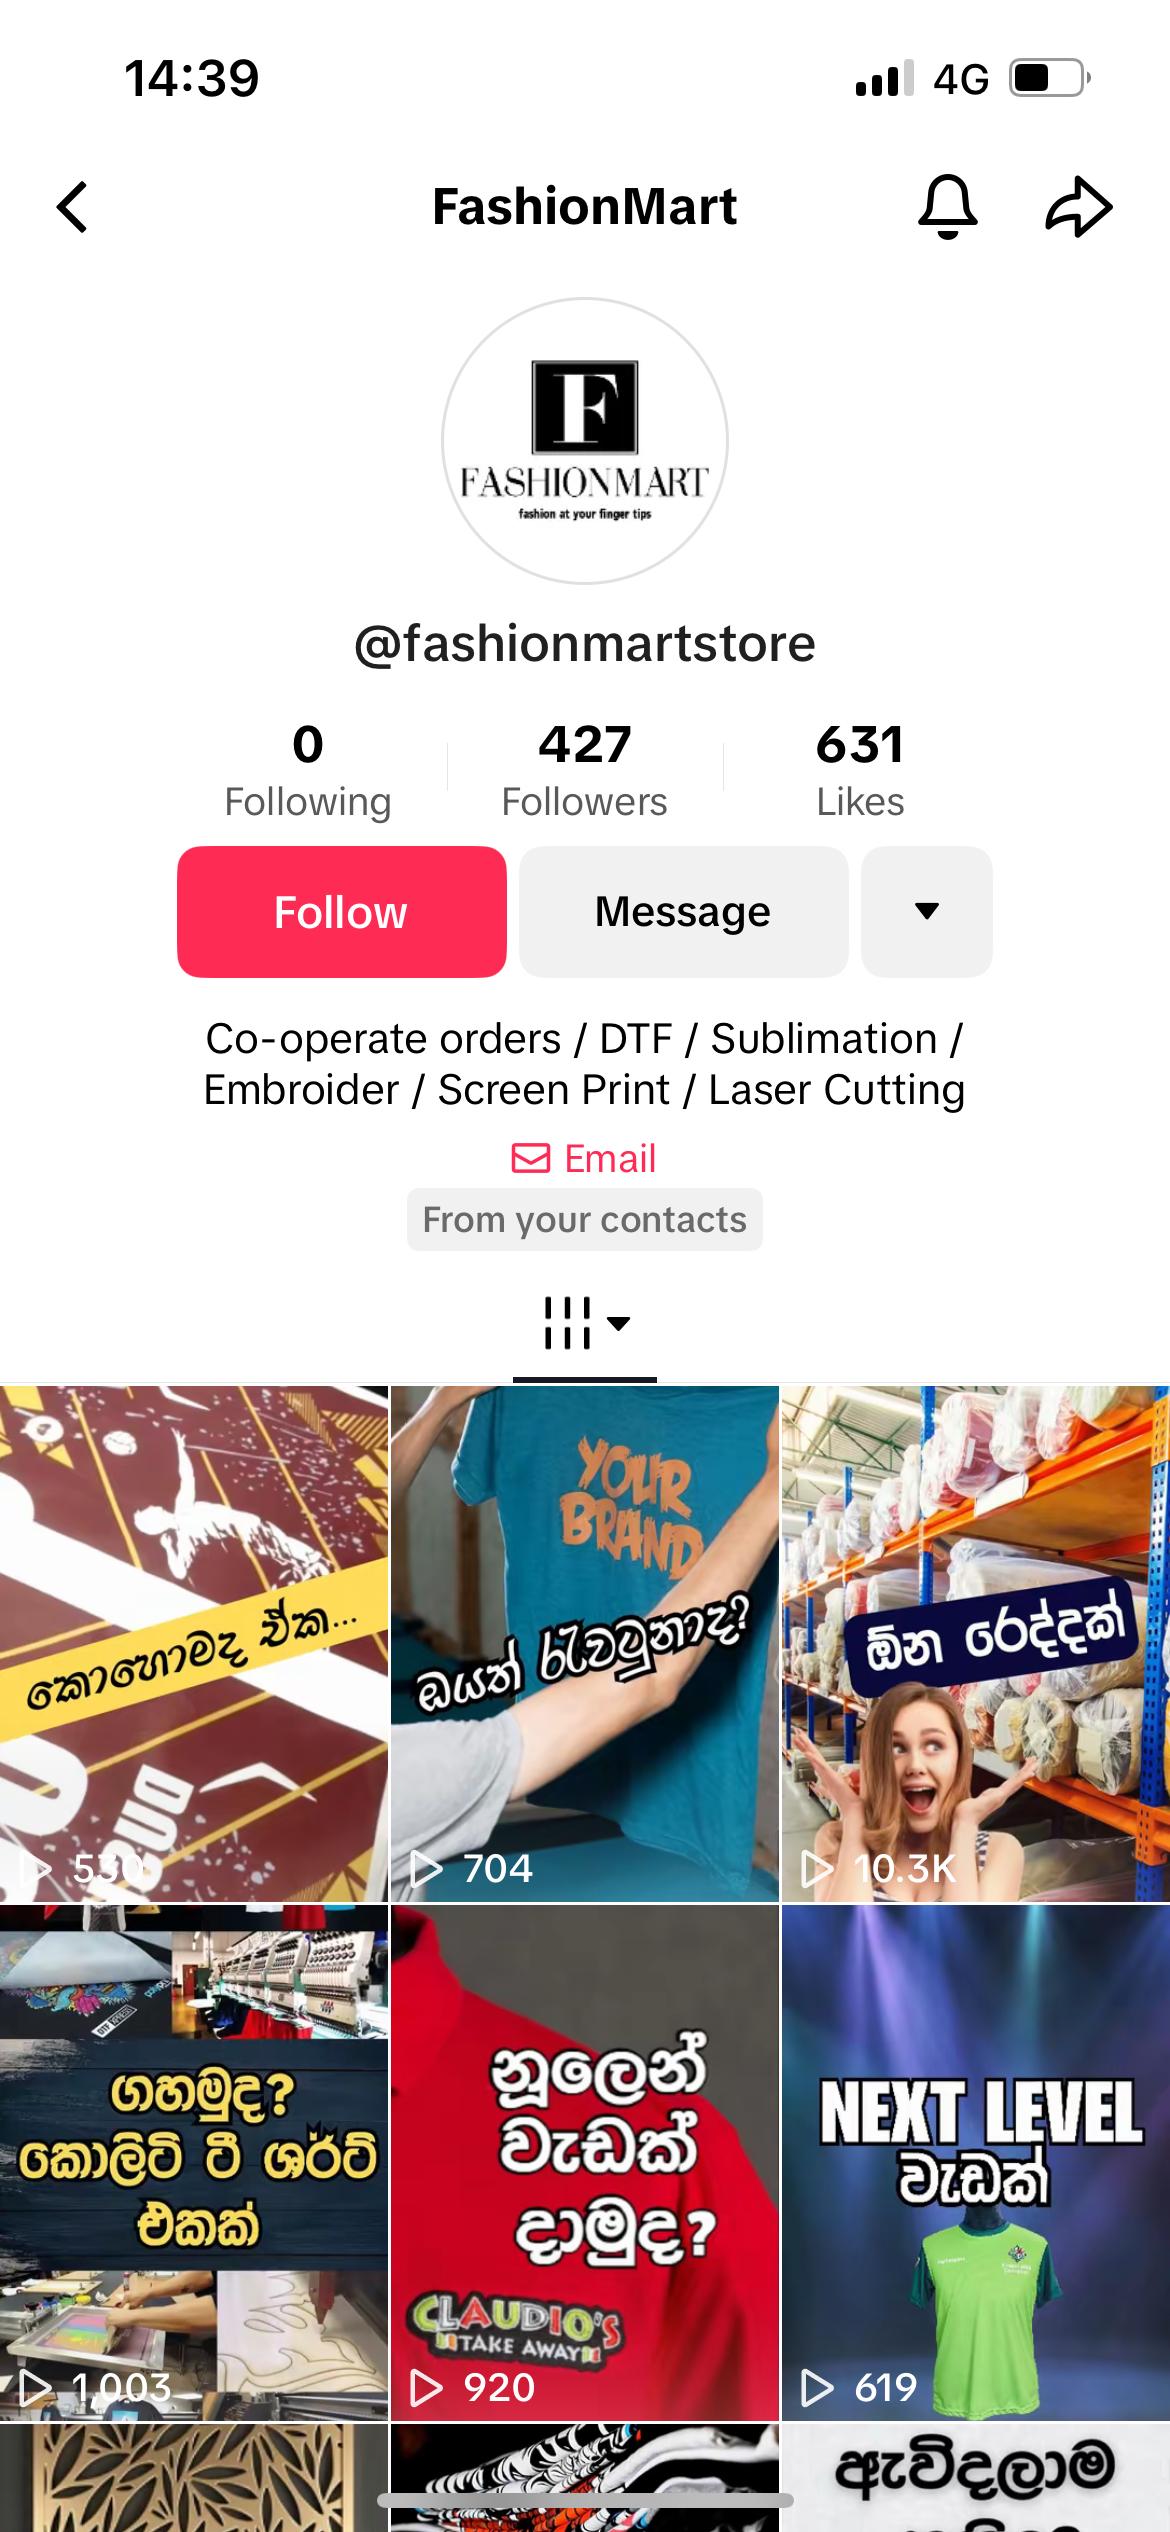 14:39
4G
FashionMart
F
FASHIONMART
fashion at your finger tips
@fashionmartstore
0 427 631
Following Followers Likes
Follow Message
Co-operate orders / DTF / Sublimation /
Embroider / Screen Print / Laser Cutting
Email
From your contacts
කොහොමද ඒක...
530
YOUR
BRAND
ඔයත් රැවටුනාද?
704
ඕන රෙද්දක්
10.3K
ගහමුද?
කොලිටි ටී ශර්ට්
එකක්
1,003
නූලෙන්
වැඩක්
දාමුද?
CLAUDIO'S
TAKE AWAY
920
NEXT LEVEL
වැඩක්
619
ඇවිදලාම